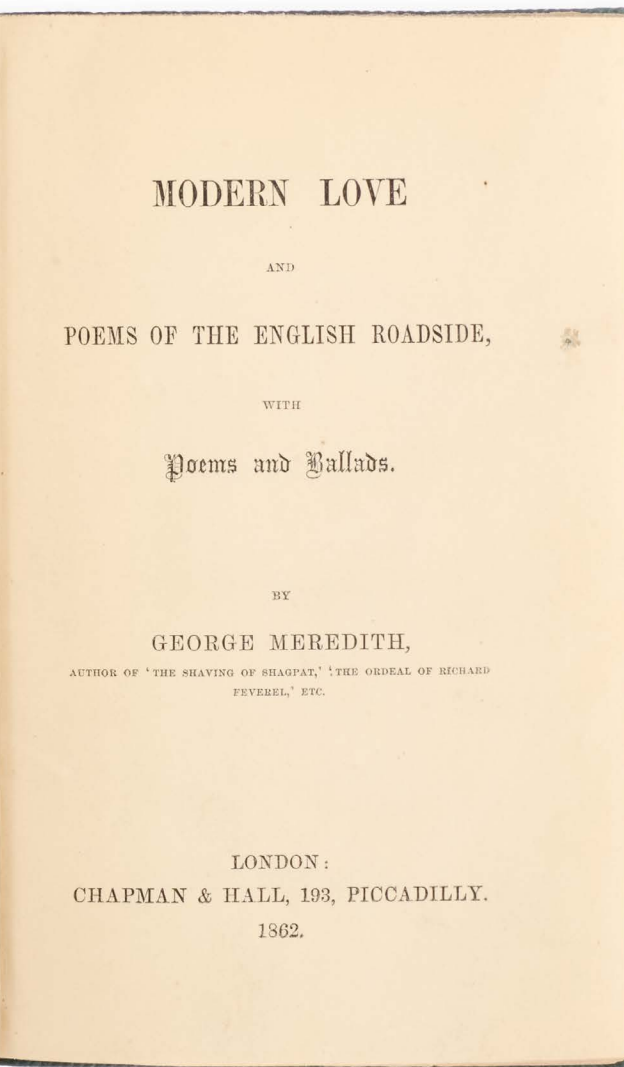 MODERN LOVE
AND
POEMS OF THE ENGLISH ROADSIDE,
WITH
Poems and Ballads.
BY
GEORGE MEREDITH,
AUTHOR OF ‘THE SHAVING OF SHAGPAT,’ ‘THE ORDEAL OF RICHARD
FEVEREL,’ ETC.
LONDON:
CHAPMAN & HALL, 193, PICCADILLY.
1862.